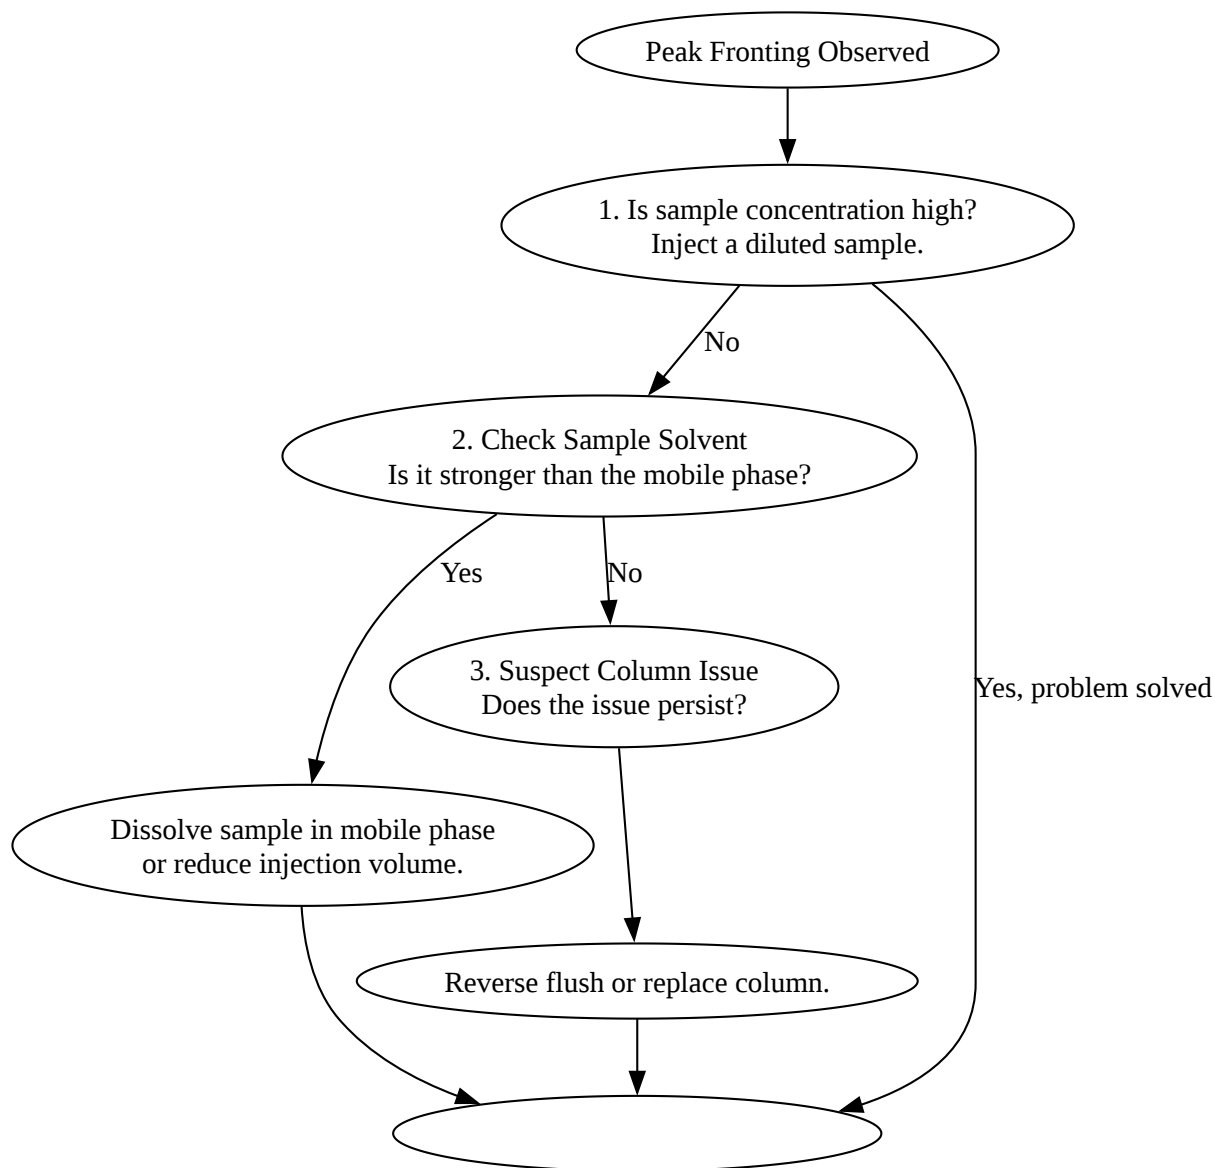 Peak Fronting Observed
1. Is sample concentration high?
Inject a diluted sample.
No
2. Check Sample Solvent
Is it stronger than the mobile phase?
Yes
No
3. Suspect Column Issue
Does the issue persist?
Yes, problem solved
Dissolve sample in mobile phase
or reduce injection volume.
Reverse flush or replace column.